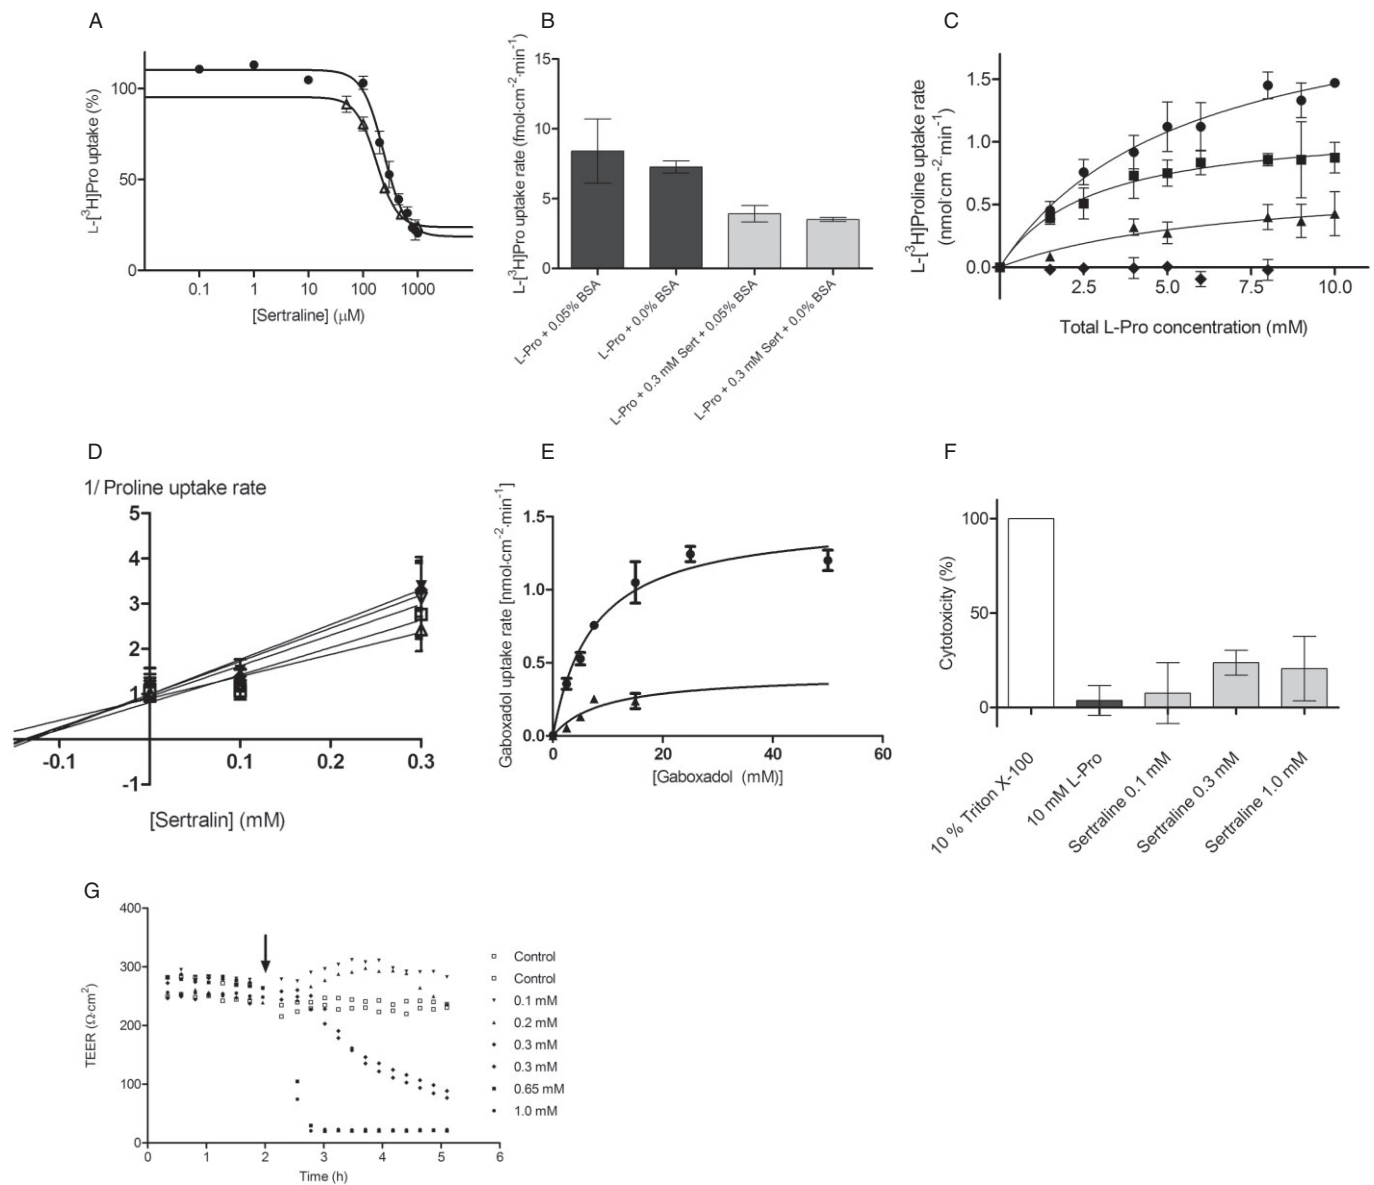 A
L-[³H]Pro uptake (%)
100
50
0
0.1 1 10 100 1000
[Sertraline] (μM)
B
L-[³H]Pro uptake rate (fmol·cm⁻²·min⁻¹)
15
10
5
0
L-Pro + 0.05% BSA
L-Pro + 0.0% BSA
L-Pro + 0.3 mM Sert + 0.05% BSA
L-Pro + 0.3 mM Sert + 0.0% BSA
C
L-[³H]Proline uptake rate
(nmol·cm⁻²·min⁻¹)
1.5
1.0
0.5
0.0
2.5 5.0 7.5 10.0
Total L-Pro concentration (mM)
D
1/ Proline uptake rate
5
4
3
2
1
-1
-0.1 0.1 0.2 0.3
[Sertralin] (mM)
E
Gaboxadol uptake rate [nmol·cm⁻²·min⁻¹]
1.5
1.0
0.5
0.0
0 20 40 60
[Gaboxadol (mM)]
F
Cytotoxicity (%)
100
50
0
10 % Triton X-100
10 mM L-Pro
Sertraline 0.1 mM
Sertraline 0.3 mM
Sertraline 1.0 mM
G
TEER (Ω·cm²)
400
300
200
100
0
0 1 2 3 4 5 6
Time (h)
Control
Control
0.1 mM
0.2 mM
0.3 mM
0.3 mM
0.65 mM
1.0 mM